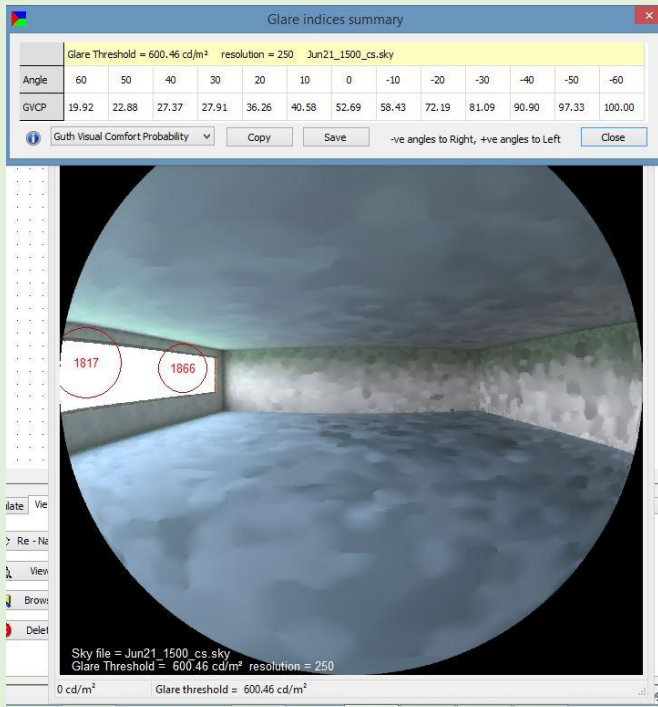 Glare indices summary
Glare Threshold = 600.46 cd/m² resolution = 250 Jun21_1500_cs.sky
Angle 60 50 40 30 20 10 0 -10 -20 -30 -40 -50 -60
GVCP 19.92 22.88 27.37 27.91 36.26 40.58 52.69 58.43 72.19 81.09 90.90 97.33 100.00
Guth Visual Comfort Probability Copy Save -ve angles to Right, +ve angles to Left Close
1817
1866
ulate Vie
Re - Na
View
Brows
Delet
Sky file = Jun21_1500_cs.sky
Glare Threshold = 600.46 cd/m² resolution = 250
0 cd/m² Glare threshold = 600.46 cd/m²